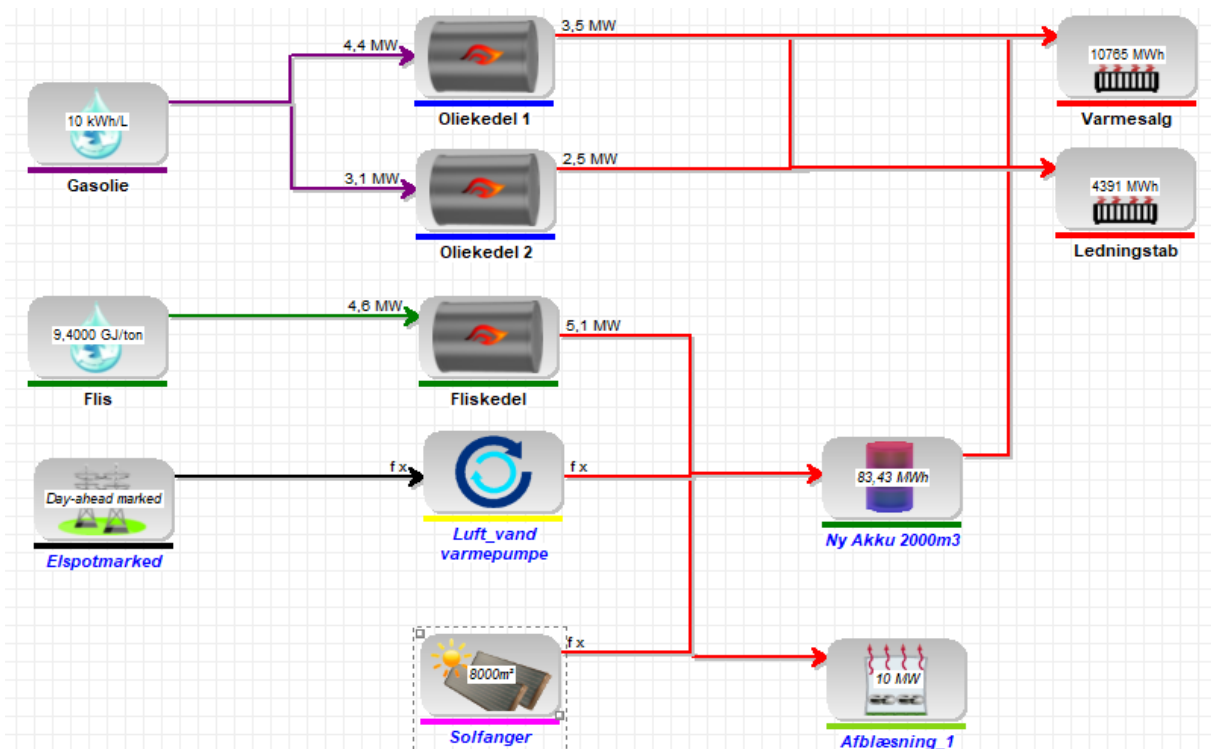 4,4 MW
3,5 MW
10 kWh/L
Gasolie
Oliekedel 1
10765 MWh
Varmesalg
3,1 MW
2,5 MW
Oliekedel 2
4391 MWh
Ledningstab
9,4000 GJ/ton
Flis
4,6 MW
5,1 MW
Fliskedel
Day-ahead marked
Elspotmarked
f x
f x
Luft_vand
varmepumpe
83,43 MWh
Ny Akku 2000m3
f x
8000m²
Solfanger
10 MW
Afblæsning_1